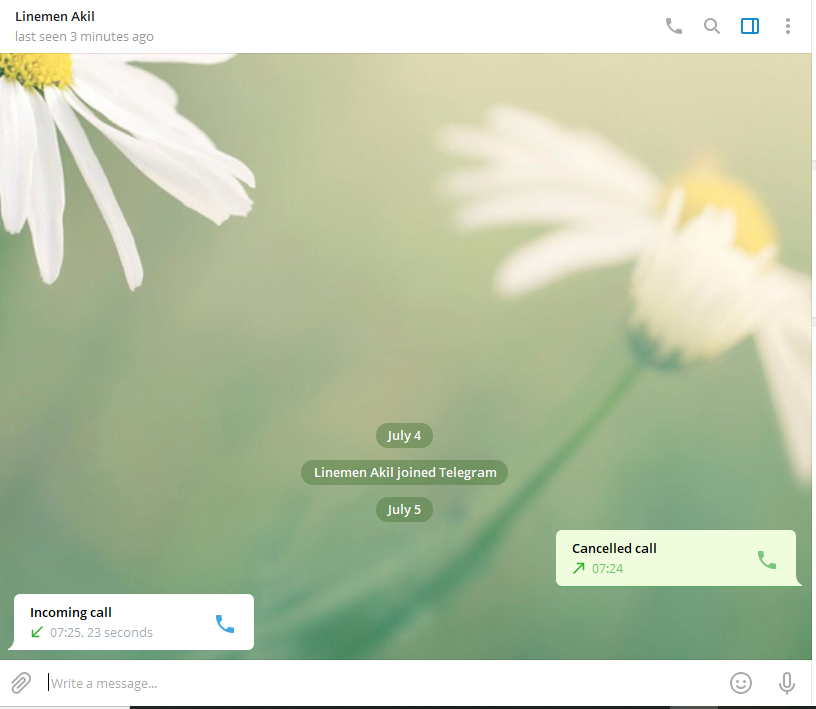 Linemen Akil
last seen 3 minutes ago
July 4
Linemen Akil joined Telegram
July 5
Cancelled call
07:24
Incoming call
07:25, 23 seconds
Write a message...